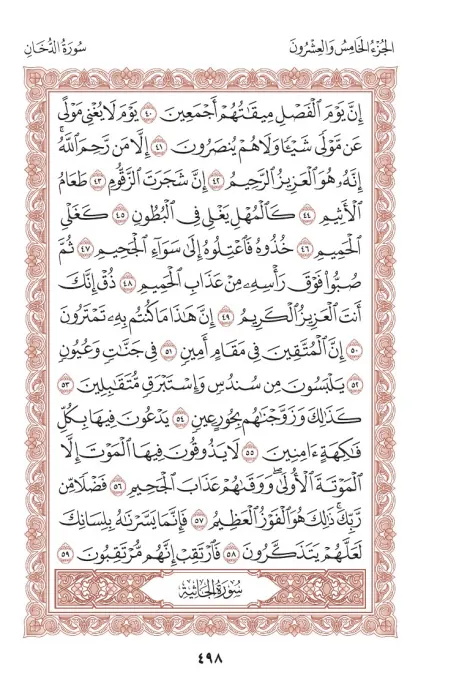 سُورَةُ الدُّخَانِ
الجُزْءُ الخَامِسُ وَالعِشْرُونَ
إِنَّ يَوْمَ ٱلْفَصْلِ مِيقَٰتُهُمْ أَجْمَعِينَ ٤٠ يَوْمَ لَا يُغْنِى مَوْلًى
عَن مَّوْلًى شَيْـًٔا وَلَا هُمْ يُنصَرُونَ ٤١ إِلَّا مَن رَّحِمَ ٱللَّهُۚ
إِنَّهُۥ هُوَ ٱلْعَزِيزُ ٱلرَّحِيمُ ٤٢ إِنَّ شَجَرَتَ ٱلزَّقُّومِ ٤٣ طَعَامُ
ٱلْأَثِيمِ ٤٤ كَٱلْمُهْلِ يَغْلِى فِى ٱلْبُطُونِ ٤٥ كَغَلْىِ
ٱلْحَمِيمِ ٤٦ خُذُوهُ فَٱعْتِلُوهُ إِلَىٰ سَوَآءِ ٱلْجَحِيمِ ٤٧ ثُمَّ
صُبُّوا۟ فَوْقَ رَأْسِهِۦ مِنْ عَذَابِ ٱلْحَمِيمِ ٤٨ ذُقْ إِنَّكَ
أَنتَ ٱلْعَزِيزُ ٱلْكَرِيمُ ٤٩ إِنَّ هَٰذَا مَا كُنتُم بِهِۦ تَمْتَرُونَ
٥٠ إِنَّ ٱلْمُتَّقِينَ فِى مَقَامٍ أَمِينٍ ٥١ فِى جَنَّٰتٍ وَعُيُونٍ
٥٢ يَلْبَسُونَ مِن سُندُسٍ وَإِسْتَبْرَقٍ مُّتَقَٰبِلِينَ ٥٣
كَذَٰلِكَ وَزَوَّجْنَٰهُم بِحُورٍ عِينٍ ٥٤ يَدْعُونَ فِيهَا بِكُلِّ
فَٰكِهَةٍ ءَامِنِينَ ٥٥ لَا يَذُوقُونَ فِيهَا ٱلْمَوْتَ إِلَّا
ٱلْمَوْتَةَ ٱلْأُولَىٰۖ وَوَقَىٰهُمْ عَذَابَ ٱلْجَحِيمِ ٥٦ فَضْلًا مِّن
رَّبِّكَۚ ذَٰلِكَ هُوَ ٱلْفَوْزُ ٱلْعَظِيمُ ٥٧ فَإِنَّمَا يَسَّرْنَٰهُ بِلِسَانِكَ
لَعَلَّهُمْ يَتَذَكَّرُونَ ٥٨ فَٱرْتَقِبْ إِنَّهُم مُّرْتَقِبُونَ ٥٩
سُورَةُ الجَاثِيَةِ
٤٩٨